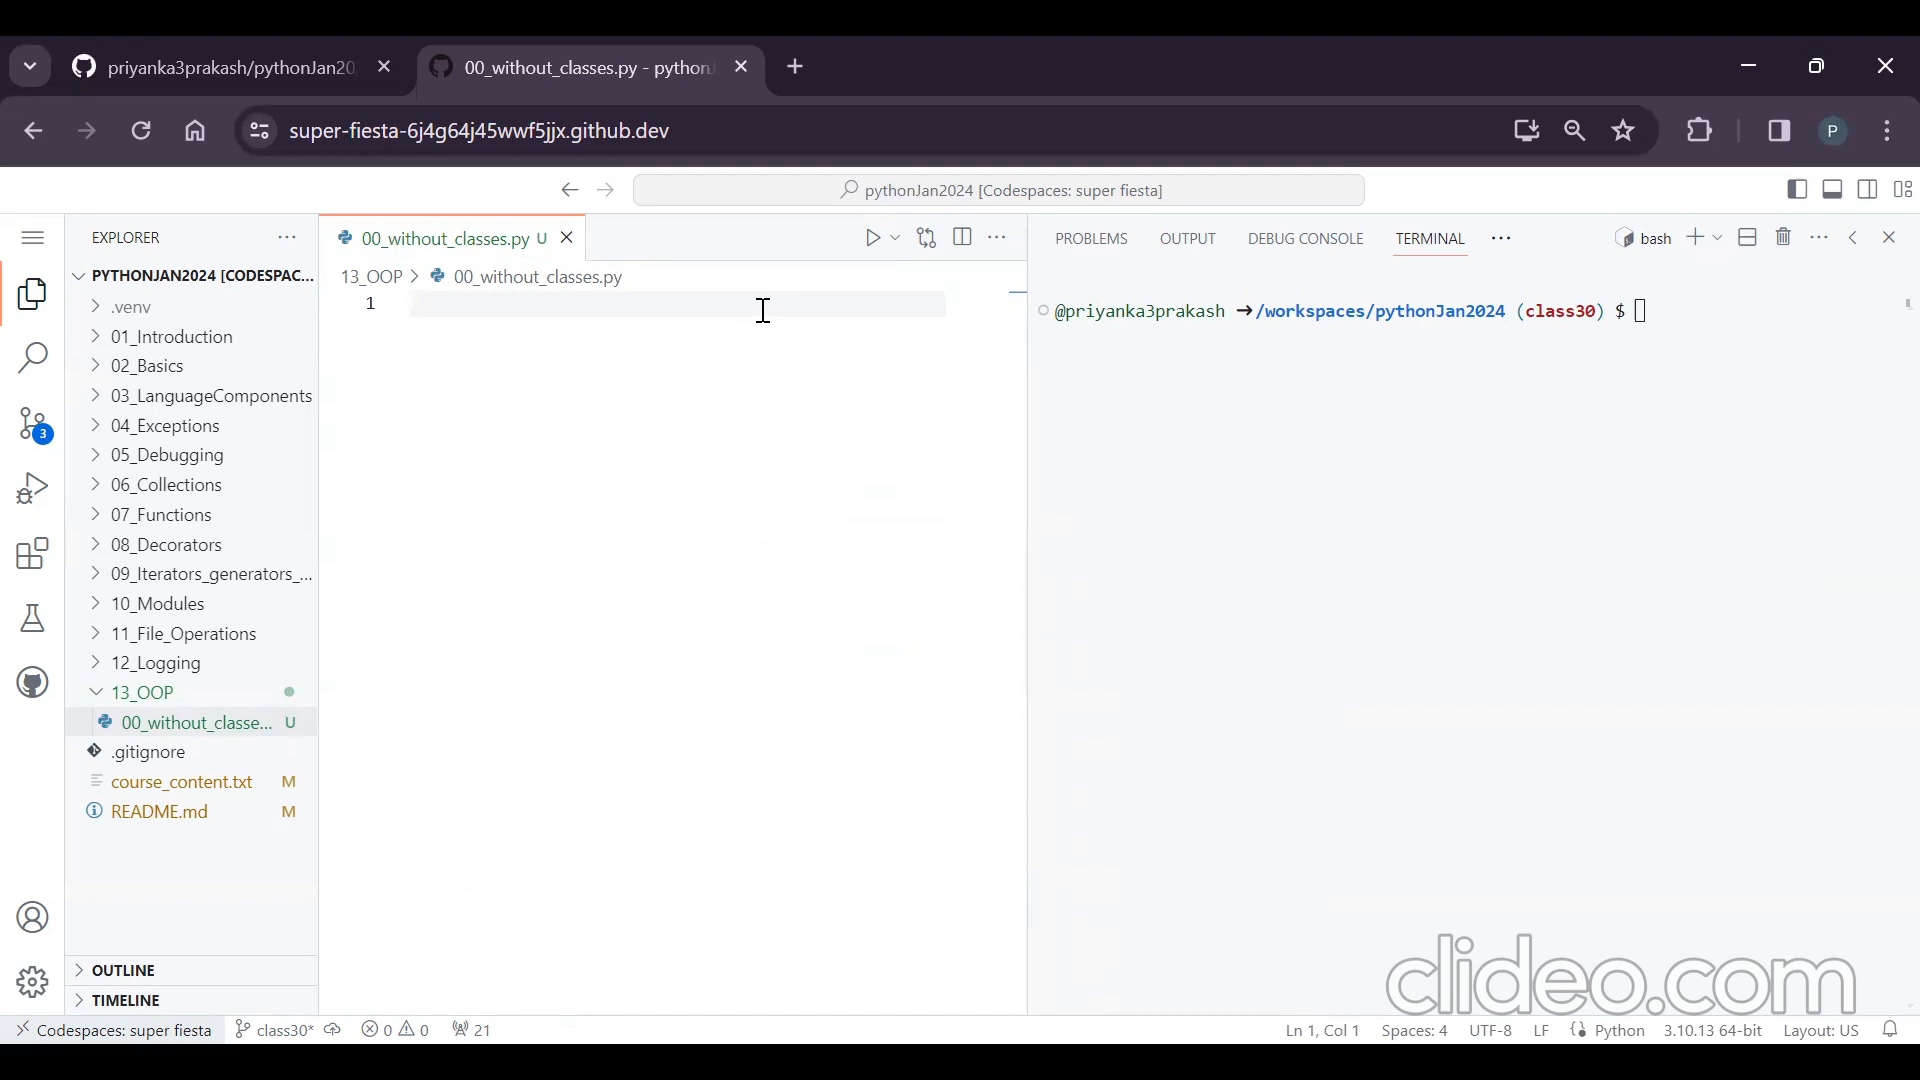 priyanka3prakash/pythonJan20
00_without_classes.py - python
super-fiesta-6j4g64j45wwf5jjx.github.dev
P
pythonJan2024 [Codespaces: super fiesta]
EXPLORER
00_without_classes.py U
PROBLEMS OUTPUT DEBUG CONSOLE TERMINAL
bash
PYTHONJAN2024 [CODESPAC...
13_OOP > 00_without_classes.py
1
@priyanka3prakash →/workspaces/pythonJan2024 (class30) $
.venv
01_Introduction
02_Basics
03_LanguageComponents
04_Exceptions
3
05_Debugging
06_Collections
07_Functions
08_Decorators
09_Iterators_generators_...
10_Modules
11_File_Operations
12_Logging
13_OOP
00_without_classe... U
.gitignore
course_content.txt M
README.md M
OUTLINE
TIMELINE
clideo.com
Codespaces: super fiesta class30* 0 0 21
Ln 1, Col 1 Spaces: 4 UTF-8 LF Python 3.10.13 64-bit Layout: US